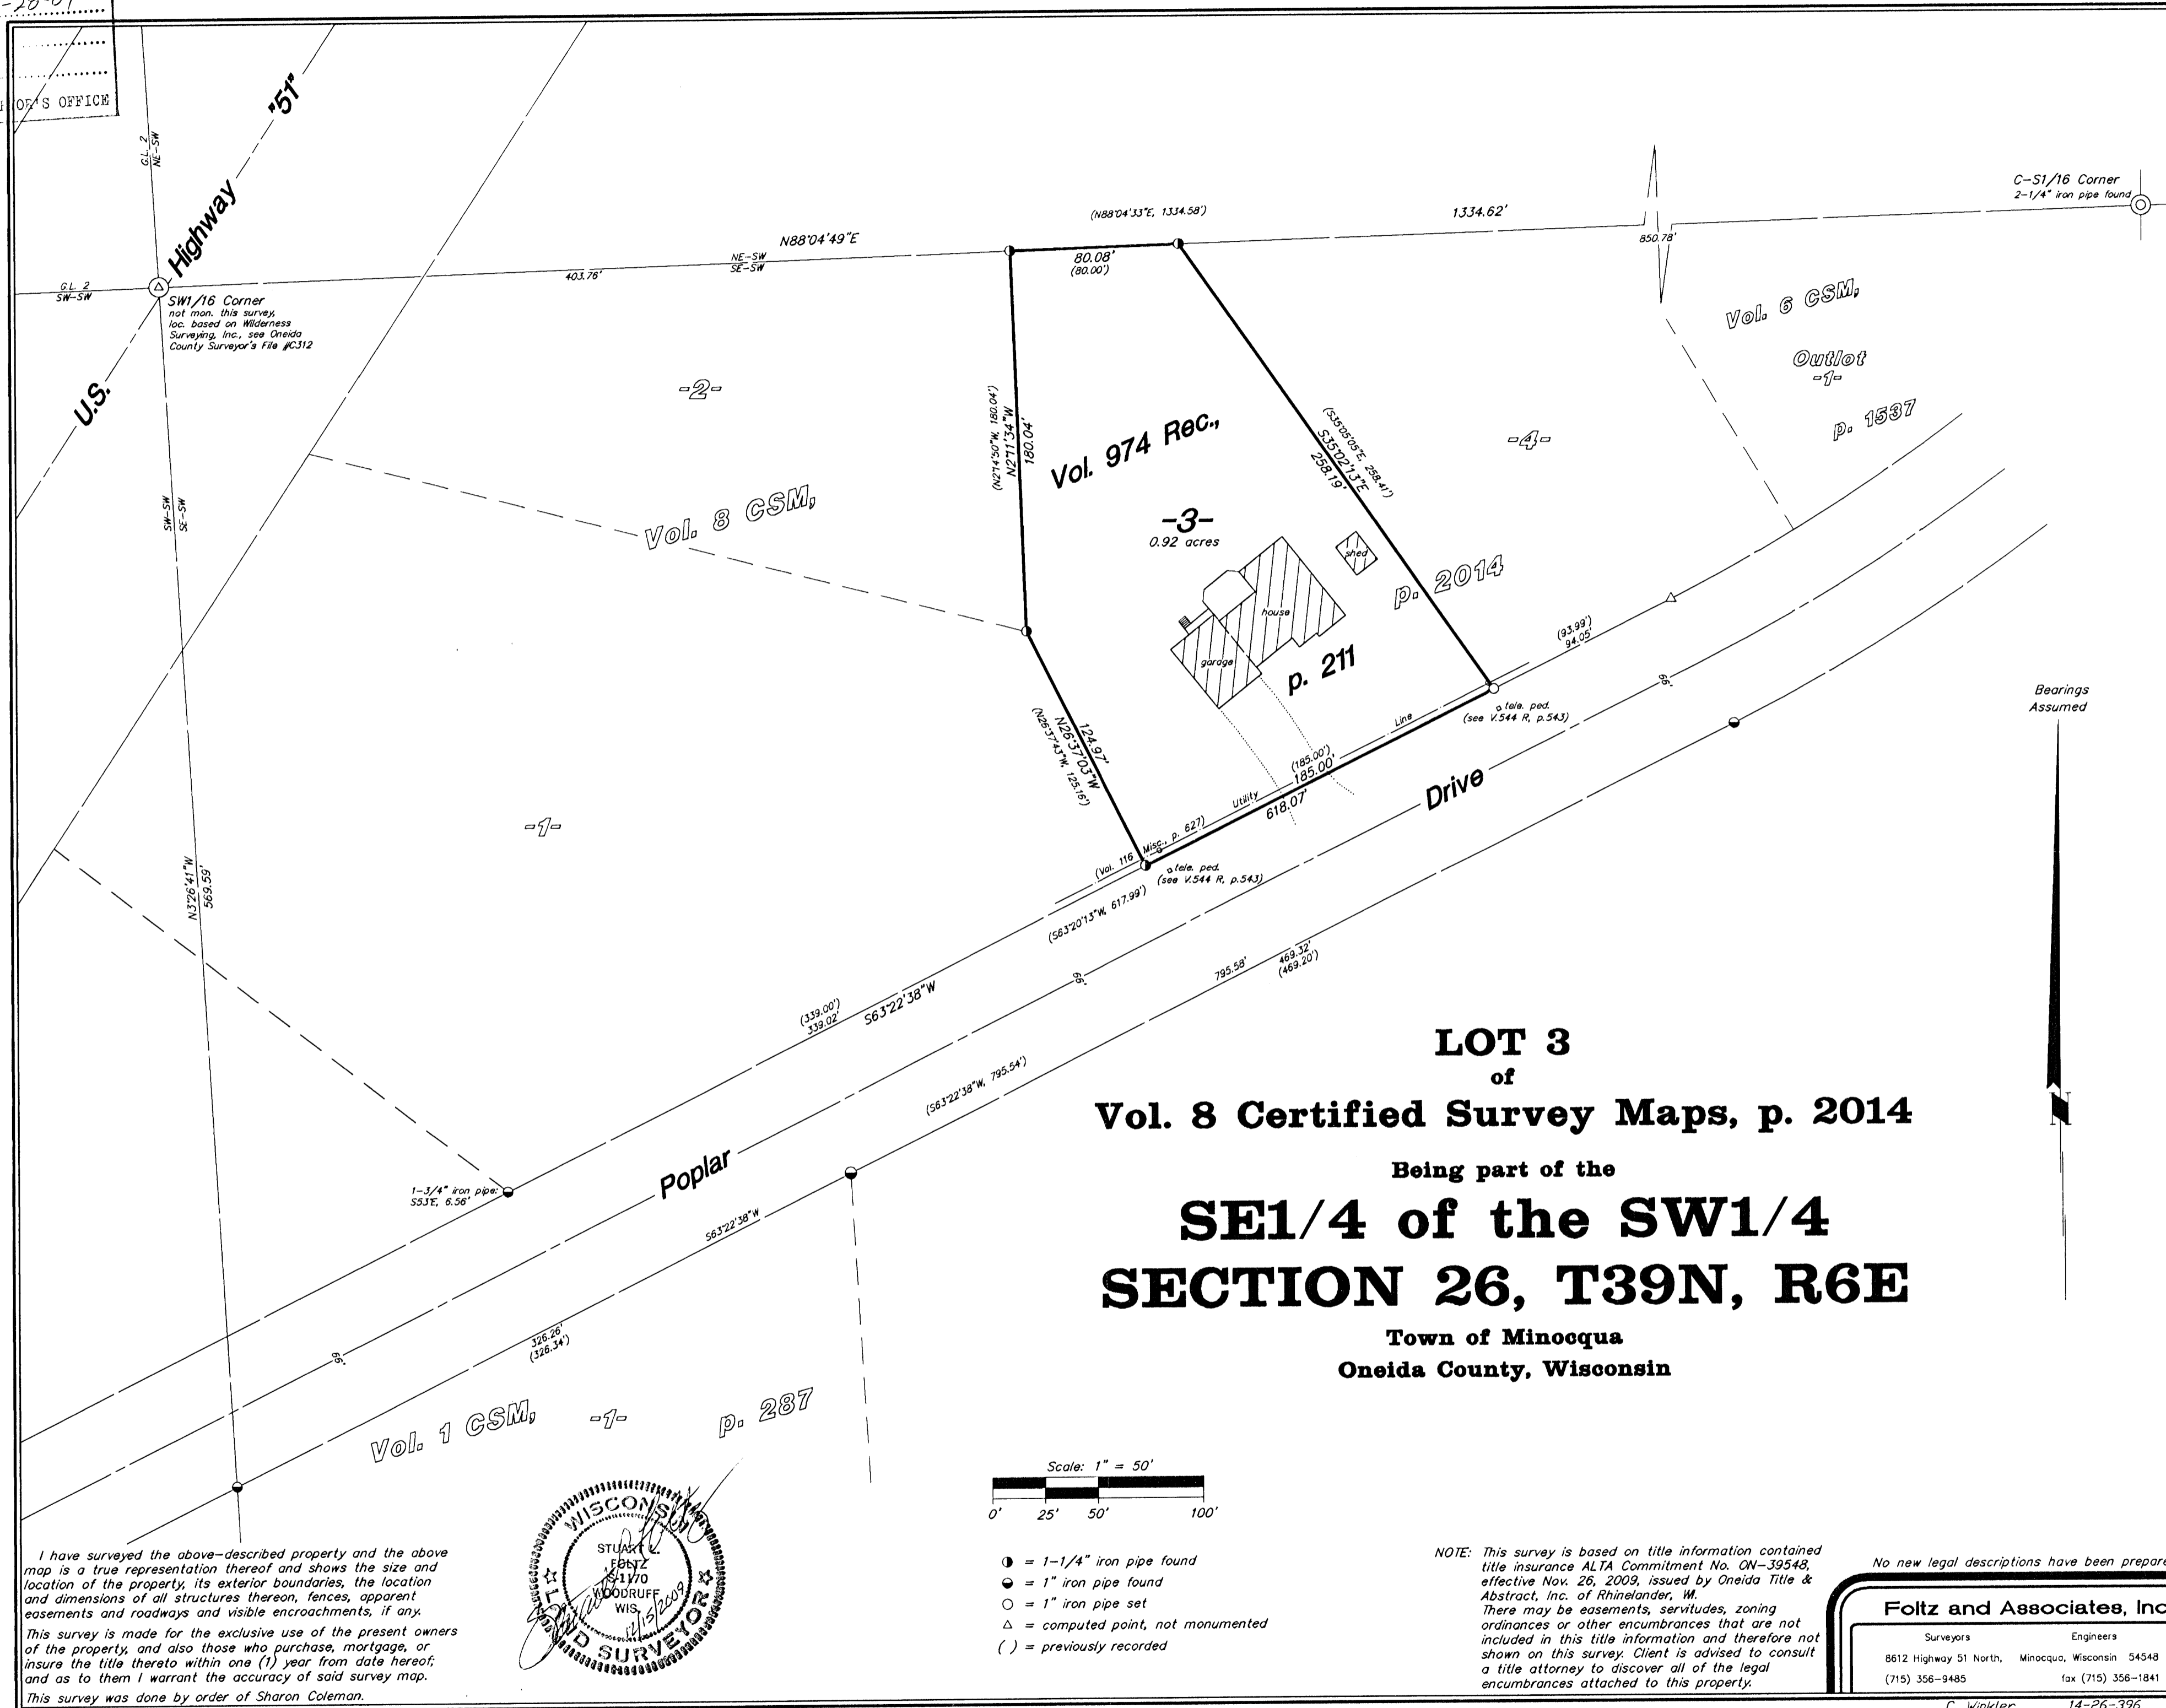 -20-01
OR'S OFFICE
U.S. Highway "51"
G.L. 2
NE-SW
G.L. 2
SW-SW
SW1/16 Corner
not mon. this survey,
loc. based on Wilderness
Surveying, Inc., see Oneida
County Surveyor's File #C312
N88°04'49"E
403.76'
NE-SW
SE-SW
(N88°04'33"E, 1334.58')
1334.62'
80.08'
(80.00')
850.78'
C-S1/16 Corner
2-1/4" iron pipe found
Vol. 6 CSM,
Outlot
-1-
p. 1537
-2-
Vol. 8 CSM,
(N2°14'50"W, 180.04')
N2°11'34"W
180.04'
Vol. 974 Rec.,
-3-
0.92 acres
(S35°05'05"E, 258.41')
S35°02'13"E
258.19'
-4-
p. 2014
shed
house
garage
p. 211
SW-SW
SE-SW
-1-
N3°26'41"W
569.59'
124.97'
N26°37'03"W
(N26°37'43"W, 125.16')
(93.99')
94.05'
tele. ped.
(see V.544 R, p.543)
66'
(Vol. 116 Misc., p. 627)
Utility
Line
(185.00')
185.00'
618.07'
tele. ped.
(see V.544 R, p.543)
(S63°20'13"W, 617.99')
Poplar
Drive
66'
795.58'
469.32'
(469.20')
(339.00')
339.02'
S63°22'38"W
(S63°22'38"W, 795.54')
1-3/4" iron pipe:
S53°E, 6.56'
S63°22'38"W
66'
326.26'
(326.34')
Vol. 1 CSM,
-1-
p. 287
Bearings
Assumed
N
LOT 3
of
Vol. 8 Certified Survey Maps, p. 2014
Being part of the
SE1/4 of the SW1/4
SECTION 26, T39N, R6E
Town of Minocqua
Oneida County, Wisconsin
Scale: 1" = 50'
0' 25' 50' 100'
= 1-1/4" iron pipe found
= 1" iron pipe found
= 1" iron pipe set
= computed point, not monumented
( ) = previously recorded
I have surveyed the above-described property and the above
map is a true representation thereof and shows the size and
location of the property, its exterior boundaries, the location
and dimensions of all structures thereon, fences, apparent
easements and roadways and visible encroachments, if any.
This survey is made for the exclusive use of the present owners
of the property, and also those who purchase, mortgage, or
insure the title thereto within one (1) year from date hereof;
and as to them I warrant the accuracy of said survey map.
This survey was done by order of Sharon Coleman.
WISCONSIN
STUART L.
FOLTZ
S-1170
WOODRUFF
WIS.
12/15/2009
LAND SURVEYOR
NOTE: This survey is based on title information contained
title insurance ALTA Commitment No. ON-39548,
effective Nov. 26, 2009, issued by Oneida Title &
Abstract, Inc. of Rhinelander, WI.
There may be easements, servitudes, zoning
ordinances or other encumbrances that are not
included in this title information and therefore not
shown on this survey. Client is advised to consult
a title attorney to discover all of the legal
encumbrances attached to this property.
No new legal descriptions have been prepare
Foltz and Associates, Inc
Surveyors Engineers
8612 Highway 51 North, Minocqua, Wisconsin 54548
(715) 356-9485 fax (715) 356-1841
C. Winkler 14-26-396